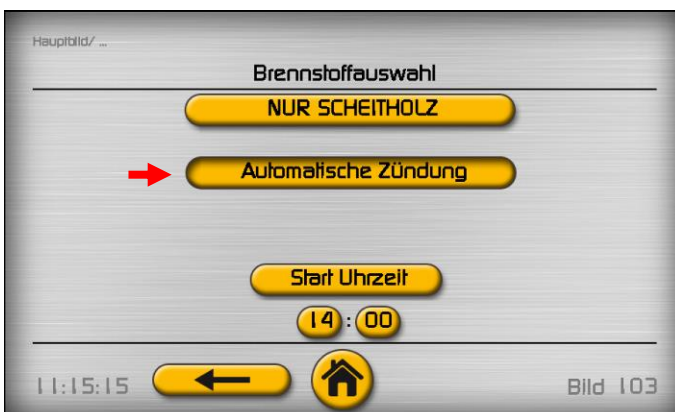 Hauptbild/ ...
Brennstoffauswahl
NUR SCHEITHOLZ
Automatische Zündung
Start Uhrzeit
14 : 00
11:15:15
Bild 103